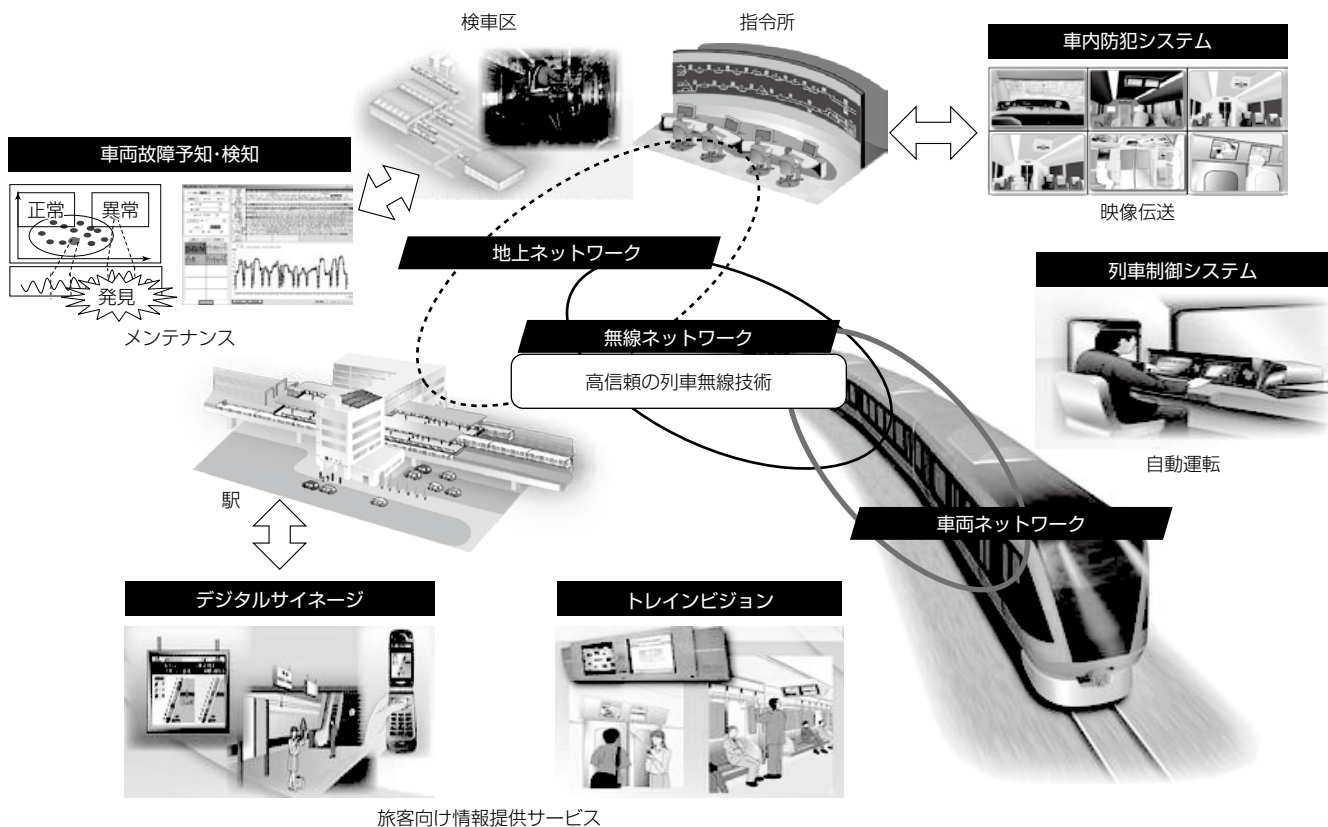 検車区
指令所
車内防犯システム
車両故障予知・検知
正常
異常
発見
メンテナンス
映像伝送
地上ネットワーク
列車制御システム
無線ネットワーク
高信頼の列車無線技術
自動運転
駅
車両ネットワーク
デジタルサイネージ
トレインビジョン
旅客向け情報提供サービス